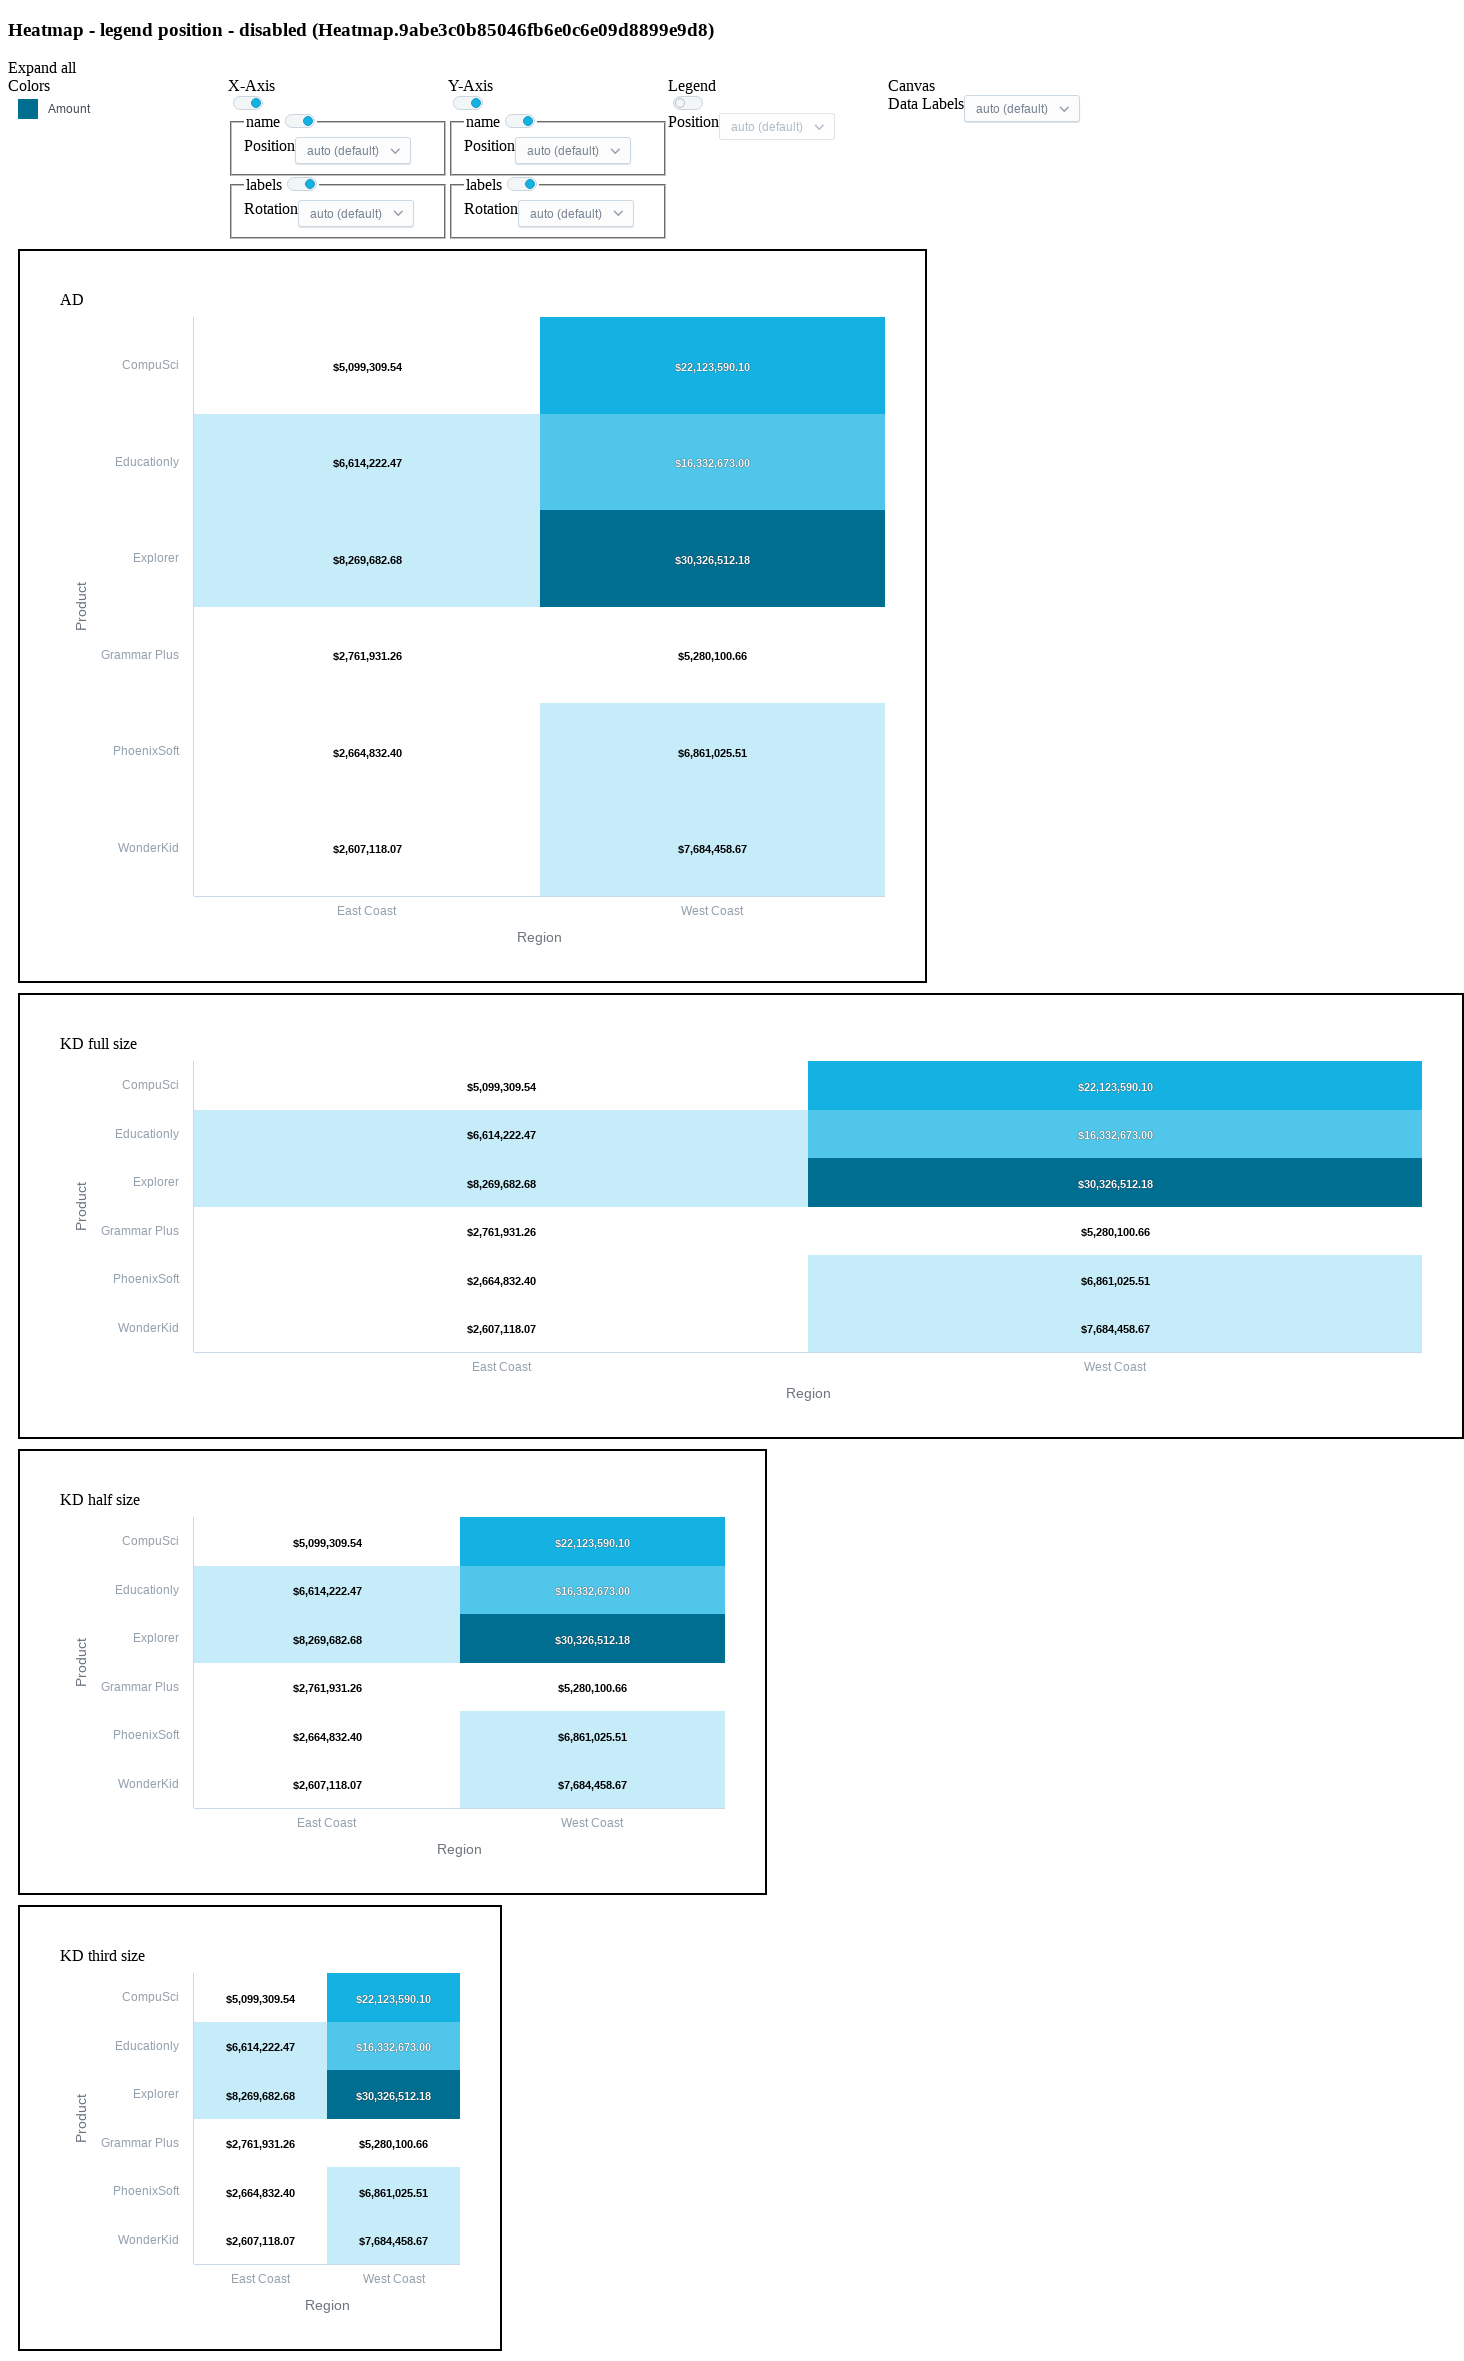 Heatmap - legend position - disabled (Heatmap.9abe3c0b85046fb6e0c6e09d8899e9d8)
Expand all
Colors
Amount
X-Axis
name
Position auto (default)
labels
Rotation auto (default)
Y-Axis
name
Position auto (default)
labels
Rotation auto (default)
Legend
Position auto (default)
Canvas
Data Labels auto (default)
AD
CompuSci $5,099,309.54 $22,123,590.10
Educationly $6,614,222.47 $16,332,673.00
Explorer $8,269,682.68 $30,326,512.18
Product
Grammar Plus $2,761,931.26 $5,280,100.66
PhoenixSoft $2,664,832.40 $6,861,025.51
WonderKid $2,607,118.07 $7,684,458.67
East Coast West Coast
Region
KD full size
CompuSci $5,099,309.54 $22,123,590.10
Educationly $6,614,222.47 $16,332,673.00
Explorer $8,269,682.68 $30,326,512.18
Product
Grammar Plus $2,761,931.26 $5,280,100.66
PhoenixSoft $2,664,832.40 $6,861,025.51
WonderKid $2,607,118.07 $7,684,458.67
East Coast West Coast
Region
KD half size
CompuSci $5,099,309.54 $22,123,590.10
Educationly $6,614,222.47 $16,332,673.00
Explorer $8,269,682.68 $30,326,512.18
Product
Grammar Plus $2,761,931.26 $5,280,100.66
PhoenixSoft $2,664,832.40 $6,861,025.51
WonderKid $2,607,118.07 $7,684,458.67
East Coast West Coast
Region
KD third size
CompuSci $5,099,309.54 $22,123,590.10
Educationly $6,614,222.47 $16,332,673.00
Explorer $8,269,682.68 $30,326,512.18
Product
Grammar Plus $2,761,931.26 $5,280,100.66
PhoenixSoft $2,664,832.40 $6,861,025.51
WonderKid $2,607,118.07 $7,684,458.67
East Coast West Coast
Region